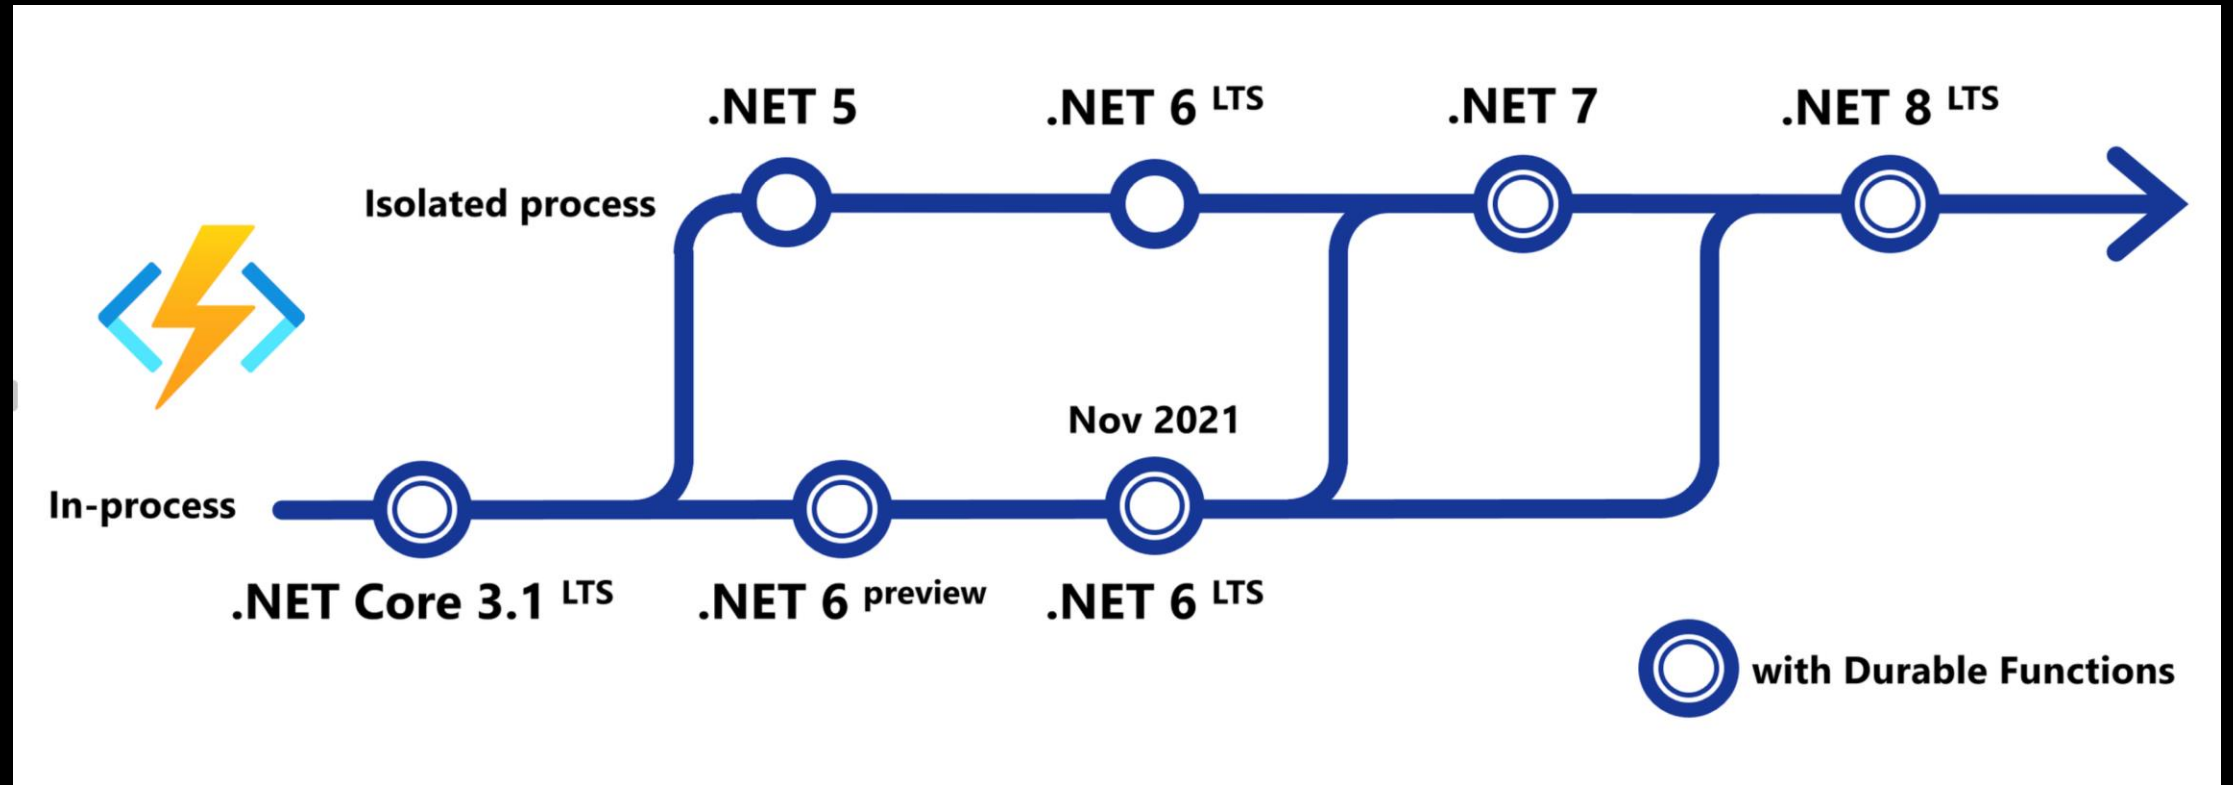 .NET 5
.NET 6 LTS
.NET 7
.NET 8 LTS
Isolated process
Nov 2021
In-process
.NET Core 3.1 LTS
.NET 6 preview
.NET 6 LTS
with Durable Functions